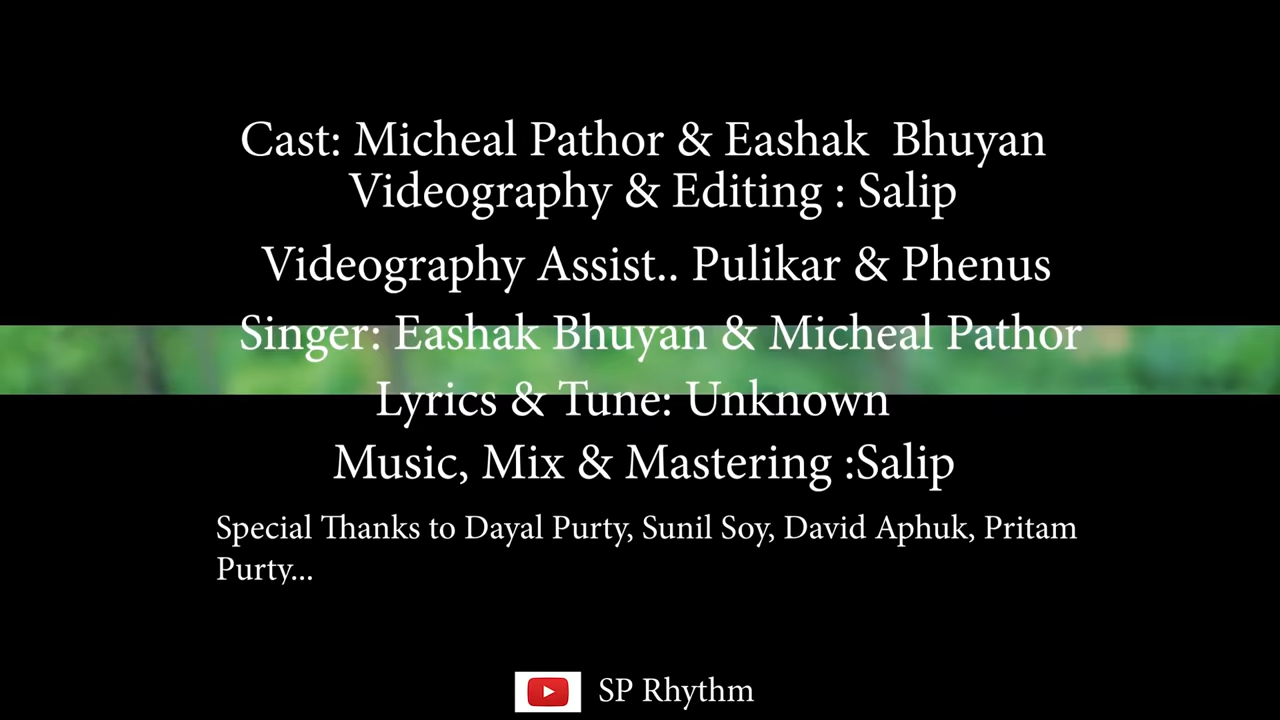 Cast: Micheal Pathor & Eashak  Bhuyan
Videography & Editing : Salip
Videography Assist.. Pulikar & Phenus
Singer: Eashak Bhuyan & Micheal Pathor
Lyrics & Tune: Unknown
Music, Mix & Mastering :Salip
Special Thanks to Dayal Purty, Sunil Soy, David Aphuk, Pritam
Purty...
SP Rhythm